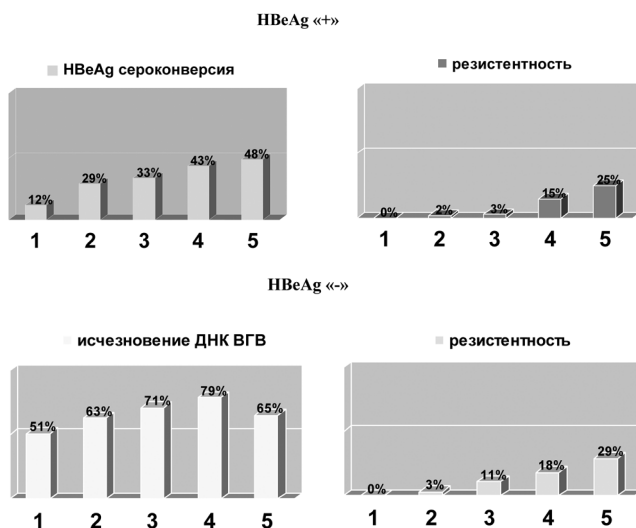 HBeAg «+»
HBeAg сероконверсия
резистентность
12% 29% 33% 43% 48%
1 2 3 4 5
0% 2% 3% 15% 25%
1 2 3 4 5
HBeAg «-»
исчезновение ДНК ВГВ
резистентность
51% 63% 71% 79% 65%
1 2 3 4 5
0% 3% 11% 18% 29%
1 2 3 4 5